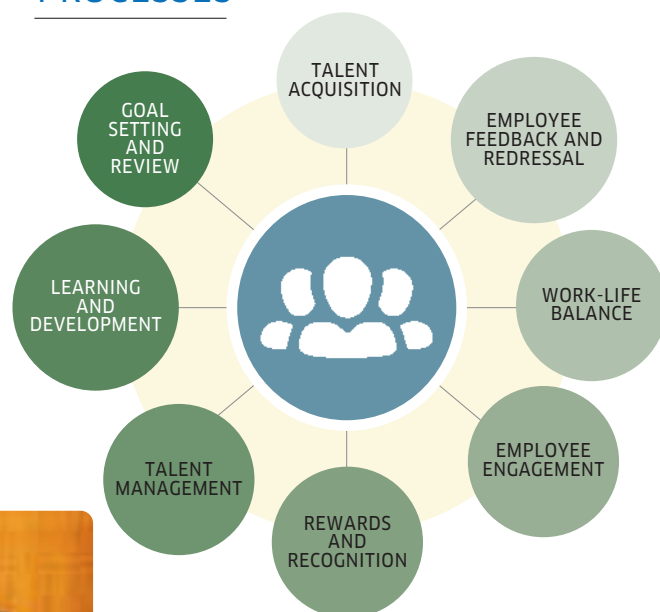 PROCESSES
TALENT
ACQUISITION
EMPLOYEE
FEEDBACK AND
REDRESSAL
WORK-LIFE
BALANCE
EMPLOYEE
ENGAGEMENT
REWARDS
AND
RECOGNITION
TALENT
MANAGEMENT
LEARNING
AND
DEVELOPMENT
GOAL
SETTING
AND
REVIEW